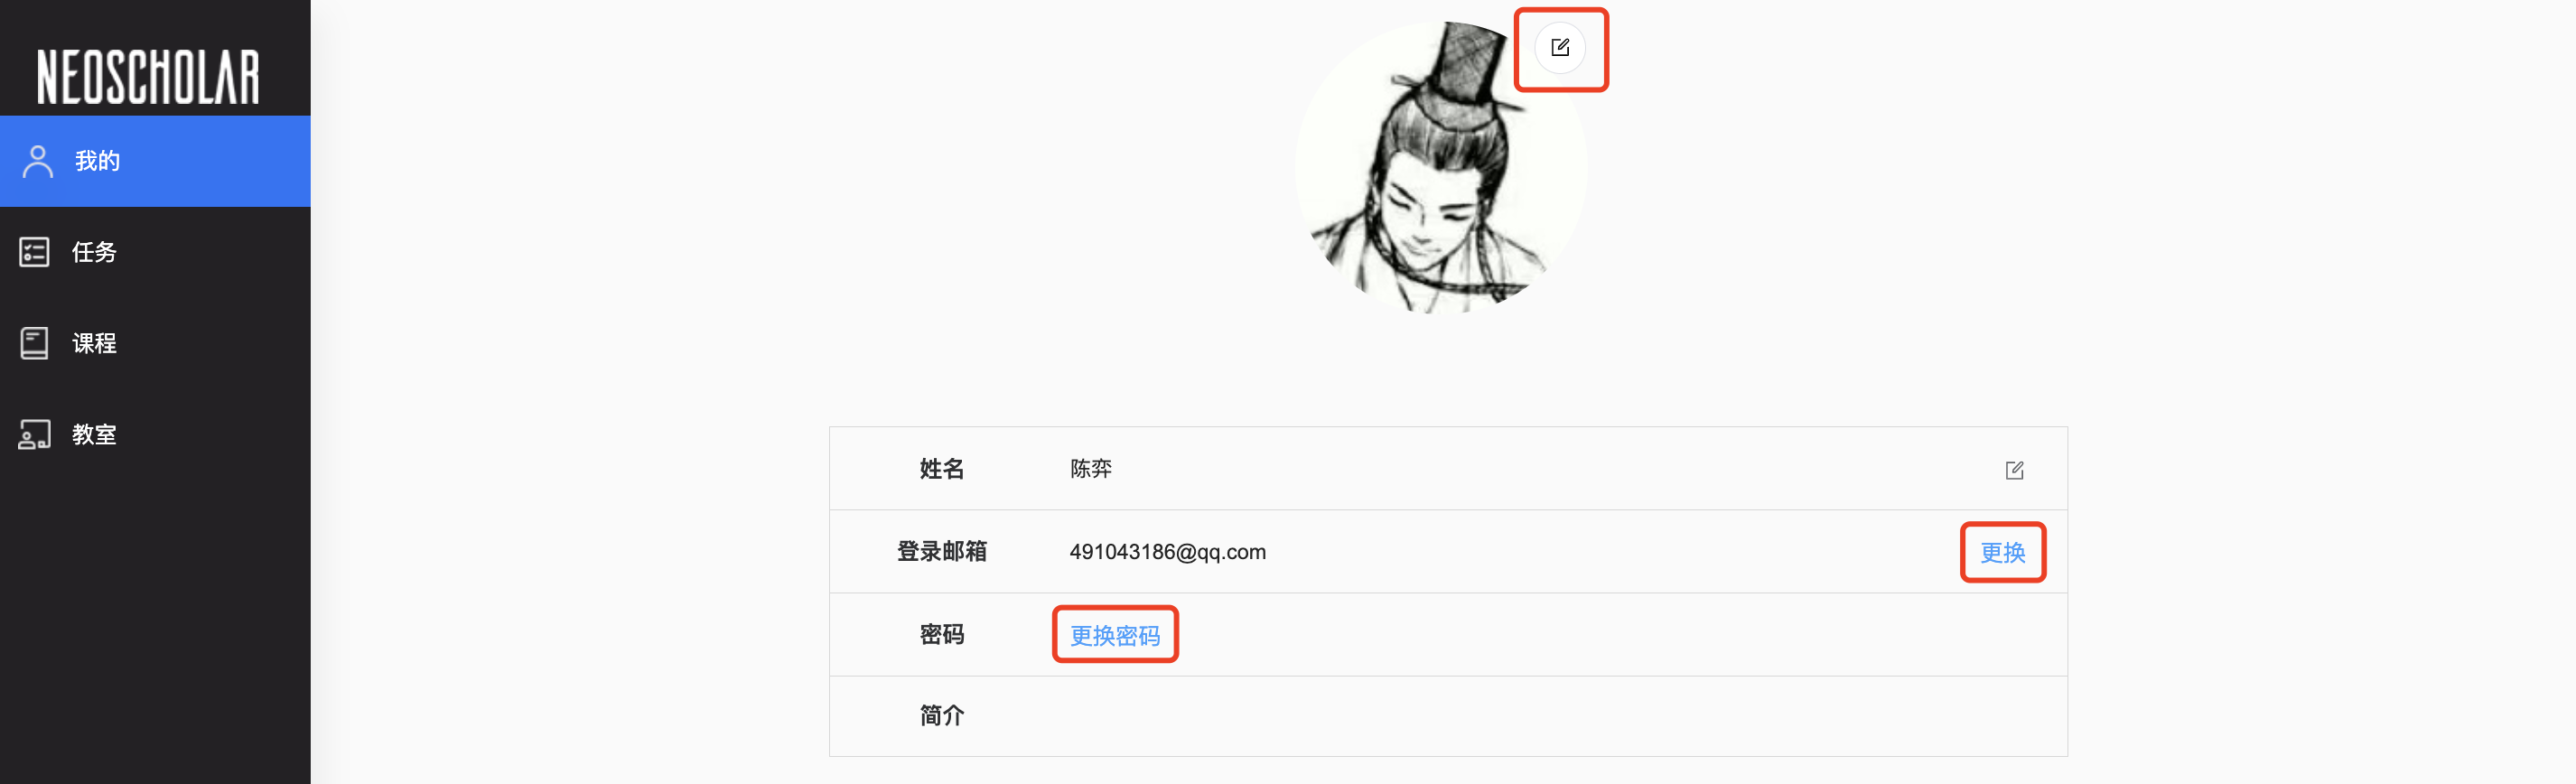 NEOSCHOLAR
我的
任务
课程
教室
姓名 陈弈
登录邮箱 491043186@qq.com 更换
密码 更换密码
简介